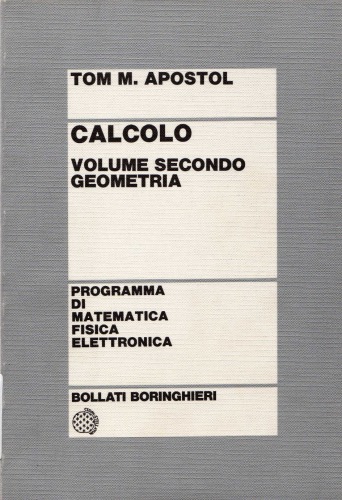 TOM M. APOSTOL
CALCOLO
VOLUME SECONDO
GEOMETRIA
PROGRAMMA
DI
MATEMATICA
FISICA
ELETTRONICA
BOLLATI BORINGHIERI